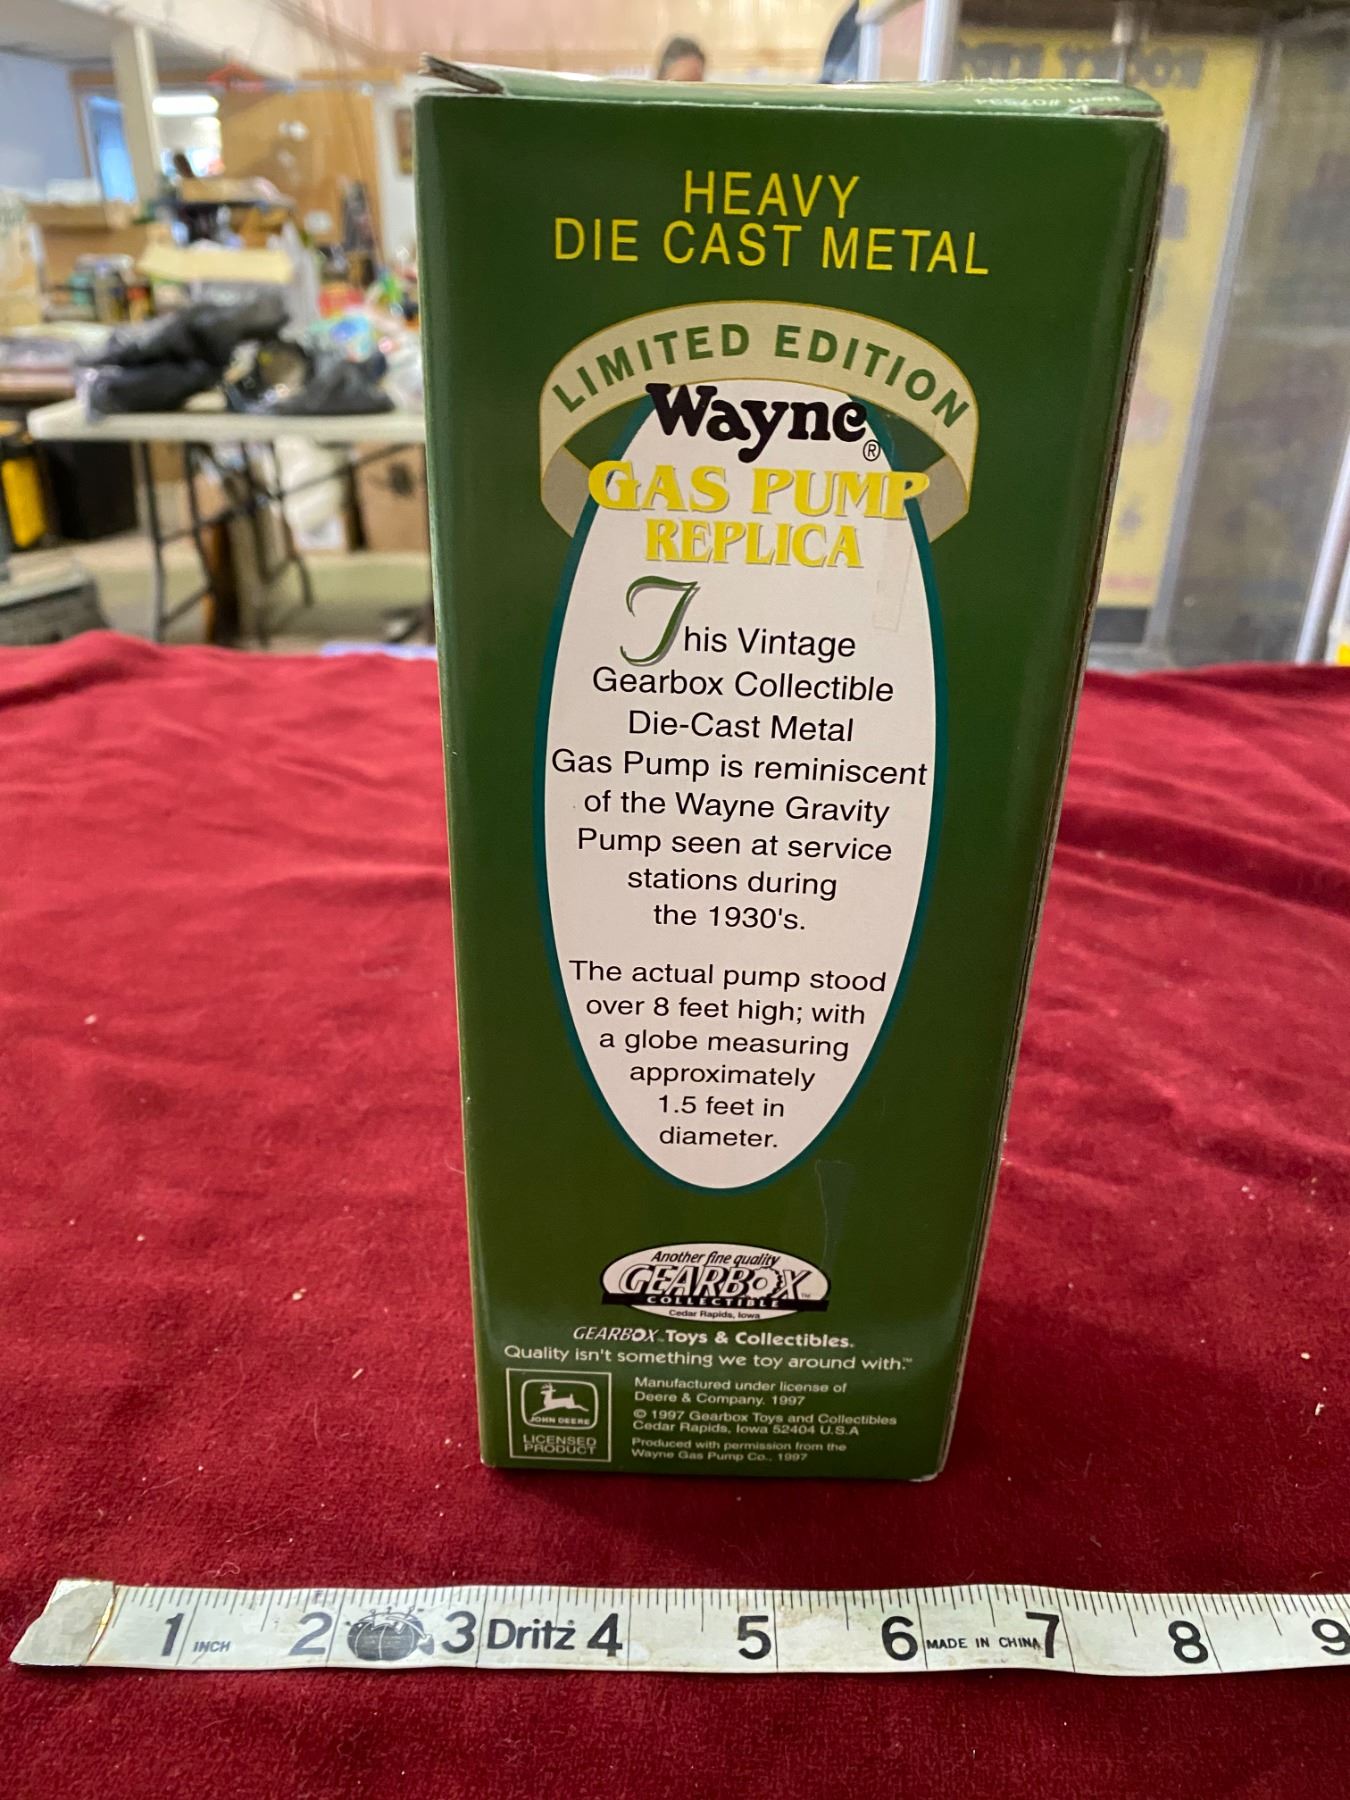 Item #07534
HEAVY
DIE CAST METAL
LIMITED EDITION
Wayne®
GAS PUMP
REPLICA
This Vintage
Gearbox Collectible
Die-Cast Metal
Gas Pump is reminiscent
of the Wayne Gravity
Pump seen at service
stations during
the 1930's.
The actual pump stood
over 8 feet high; with
a globe measuring
approximately
1.5 feet in
diameter.
Another fine quality
GEARBOX™
COLLECTIBLE
Cedar Rapids, Iowa
GEARBOX™ Toys & Collectibles.
Quality isn't something we toy around with.™
JOHN DEERE
LICENSED
PRODUCT
Manufactured under license of
Deere & Company. 1997
© 1997 Gearbox Toys and Collectibles
Cedar Rapids, Iowa 52404 U.S.A
Produced with permission from the
Wayne Gas Pump Co., 1997
1 INCH 2 3 Dritz 4 5 6 MADE IN CHINA 7 8 9